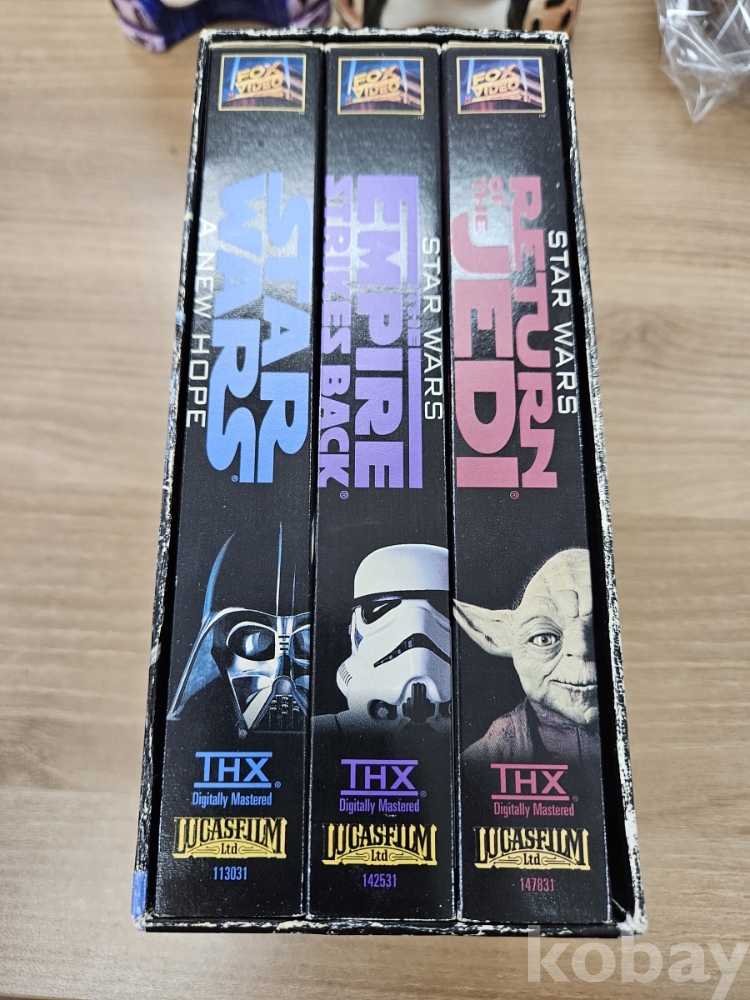 FOX
VIDEO
STAR
WARS
A NEW HOPE
THX
Digitally Mastered
LUCASFILM
Ltd
113031
FOX
VIDEO
STAR WARS
THE
EMPIRE
STRIKES BACK
THX
Digitally Mastered
LUCASFILM
Ltd
142531
FOX
VIDEO
STAR WARS
RETURN
OF THE
JEDI
THX
Digitally Mastered
LUCASFILM
Ltd
147831
kobay